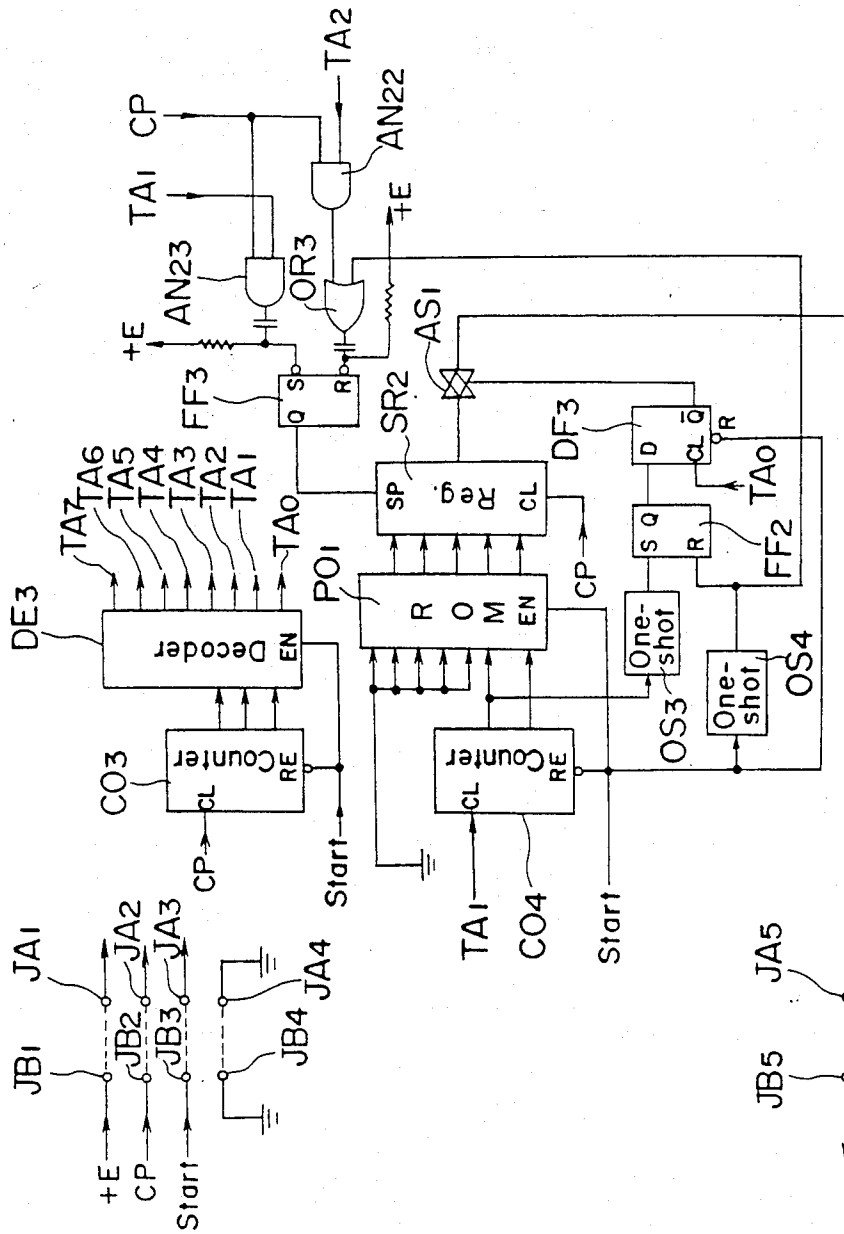 JB1
JA1
+E
CP
JB2
JA2
Start
JB3
JA3
JB4
JA4
CO3
CP
CL
Counter
RE
Start
DE3
Decoder
EN
TA7
TA6
TA5
TA4
TA3
TA2
TA1
TA0
+E
AN23
TA1
CP
FF3
Q
S
R
OR3
AN22
TA2
+E
PO1
ROM
EN
SR2
SP
Reg.
CL
CP
AS1
TA1
CL
Counter
RE
CO4
Start
One-
shot
OS3
One-
shot
OS4
S
Q
R
FF2
DF3
D
CL
Q
R
TA0
JB5
JA5